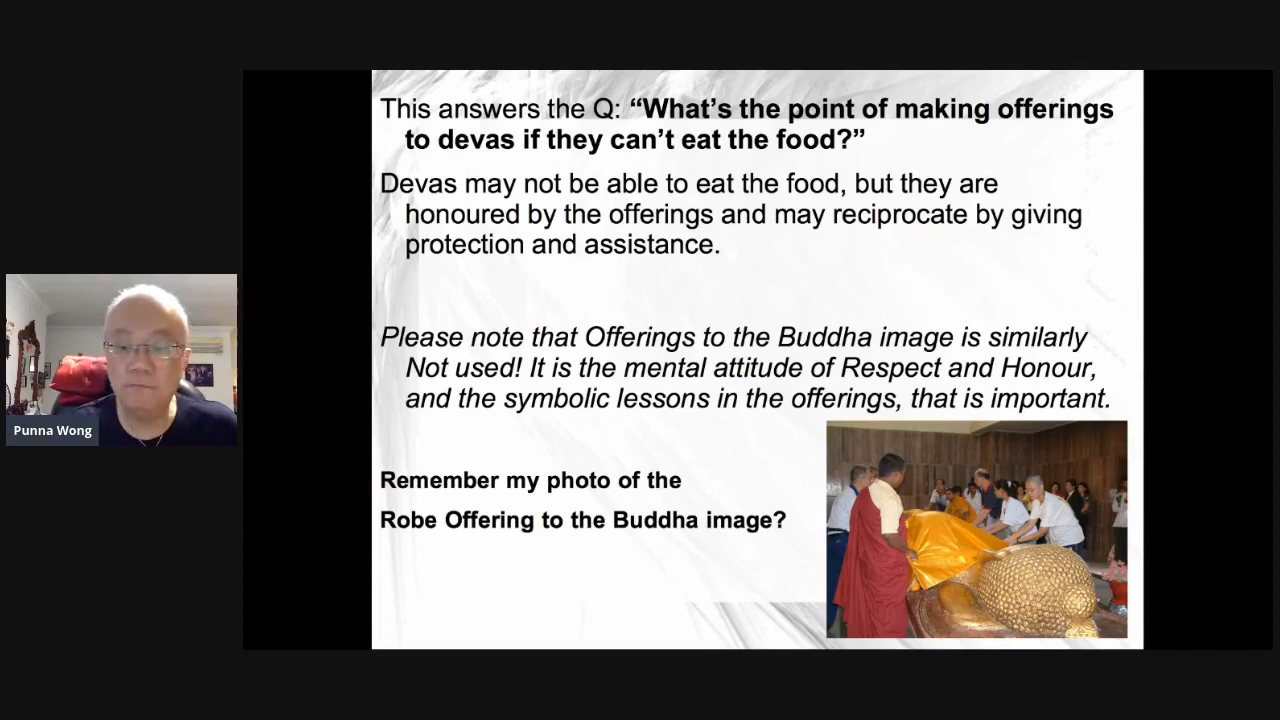 This answers the Q: “What’s the point of making offerings
to devas if they can’t eat the food?”
Devas may not be able to eat the food, but they are
honoured by the offerings and may reciprocate by giving
protection and assistance.
Please note that Offerings to the Buddha image is similarly
Not used! It is the mental attitude of Respect and Honour,
and the symbolic lessons in the offerings, that is important.
Remember my photo of the
Robe Offering to the Buddha image?
Punna Wong